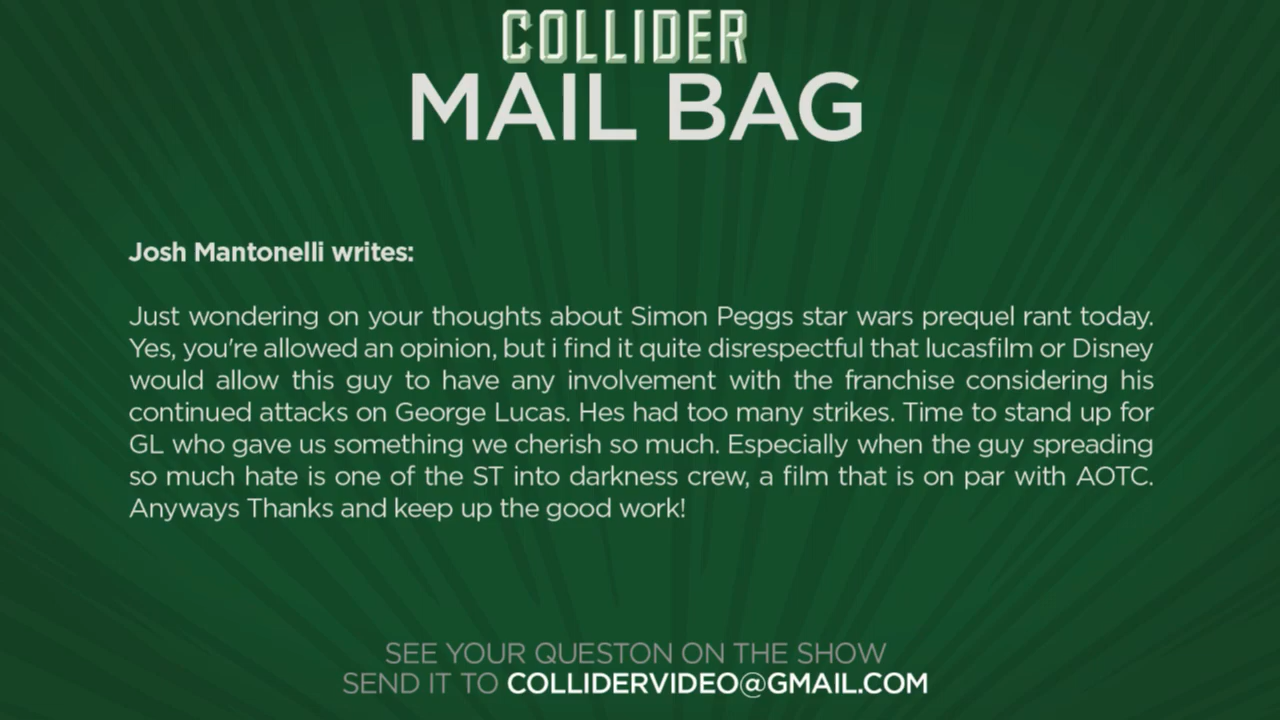 COLLIDER
MAIL BAG
Josh Mantonelli writes:
Just wondering on your thoughts about Simon Peggs star wars prequel rant today.
Yes, you're allowed an opinion, but i find it quite disrespectful that lucasfilm or Disney
would allow this guy to have any involvement with the franchise considering his
continued attacks on George Lucas. Hes had too many strikes. Time to stand up for
GL who gave us something we cherish so much. Especially when the guy spreading
so much hate is one of the ST into darkness crew, a film that is on par with AOTC.
Anyways Thanks and keep up the good work!
SEE YOUR QUESTON ON THE SHOW
SEND IT TO COLLIDERVIDEO@GMAIL.COM